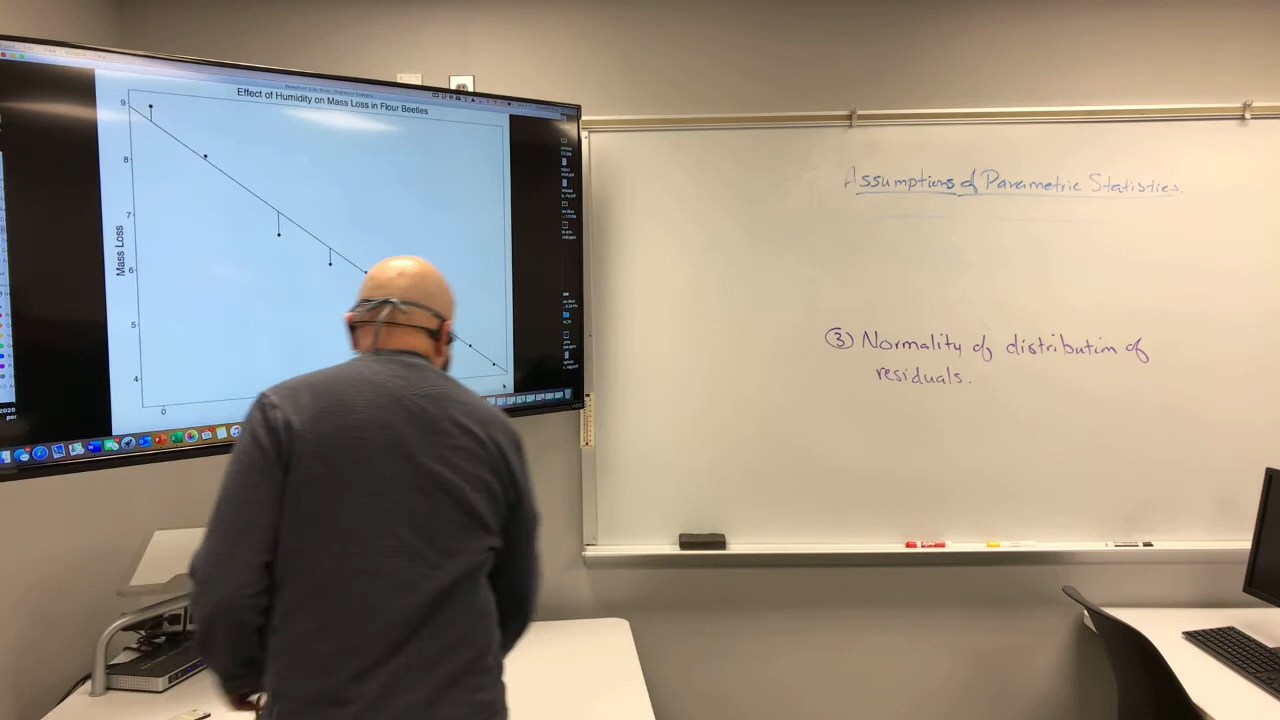 Effect of Humidity on Mass Loss in Flour Beetles
9
8
7
6
5
4
Mass Loss
0
Assumptions of Parametric Statistics.
③ Normality of distribution of
residuals.